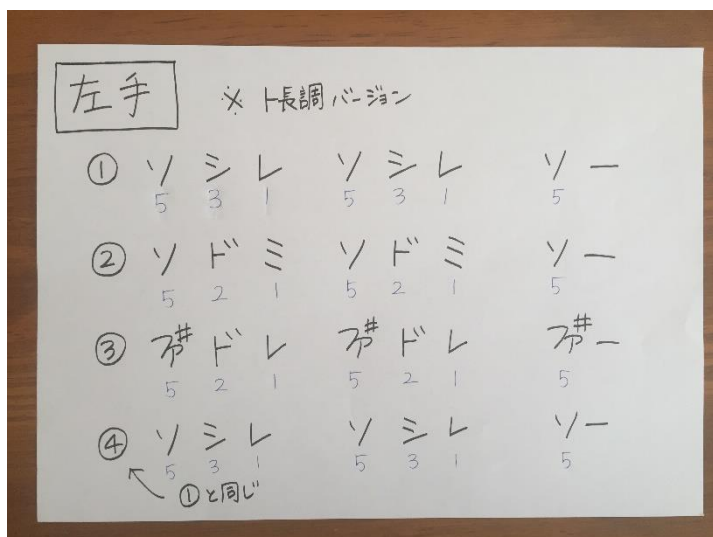 左手 ※ ト長調バージョン
① ソ シ レ ソ シ レ ソ ー
5 3 1 5 3 1 5
② ソ ド ミ ソ ド ミ ソ ー
5 2 1 5 2 1 5
③ ファ# ド レ ファ# ド レ ファ# ー
5 2 1 5 2 1 5
④ ソ シ レ ソ シ レ ソ ー
5 3 1 5 3 1 5
①と同じ